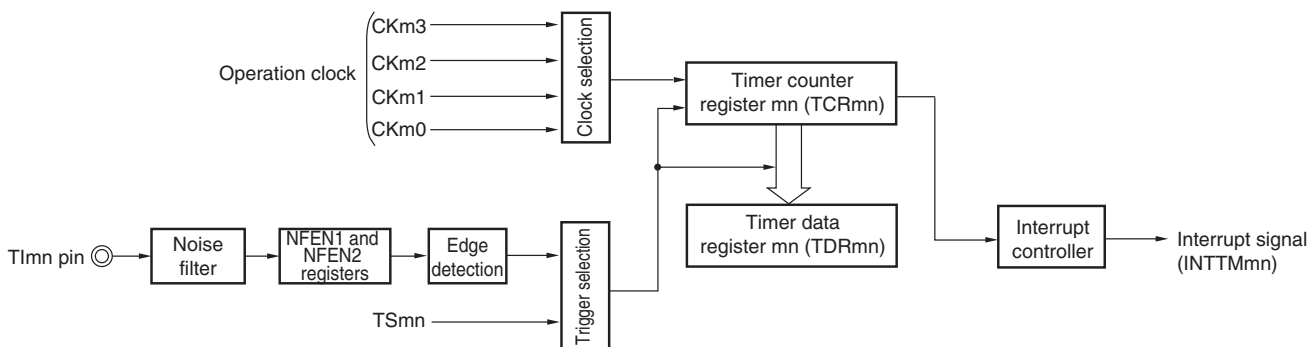 Operation clock
CKm3
CKm2
CKm1
CKm0
Clock selection
Timer counter
register mn (TCRmn)
Timer data
register mn (TDRmn)
TImn pin
Noise
filter
NFEN1 and
NFEN2
registers
Edge
detection
TSmn
Trigger selection
Interrupt
controller
Interrupt signal
(INTTMmn)